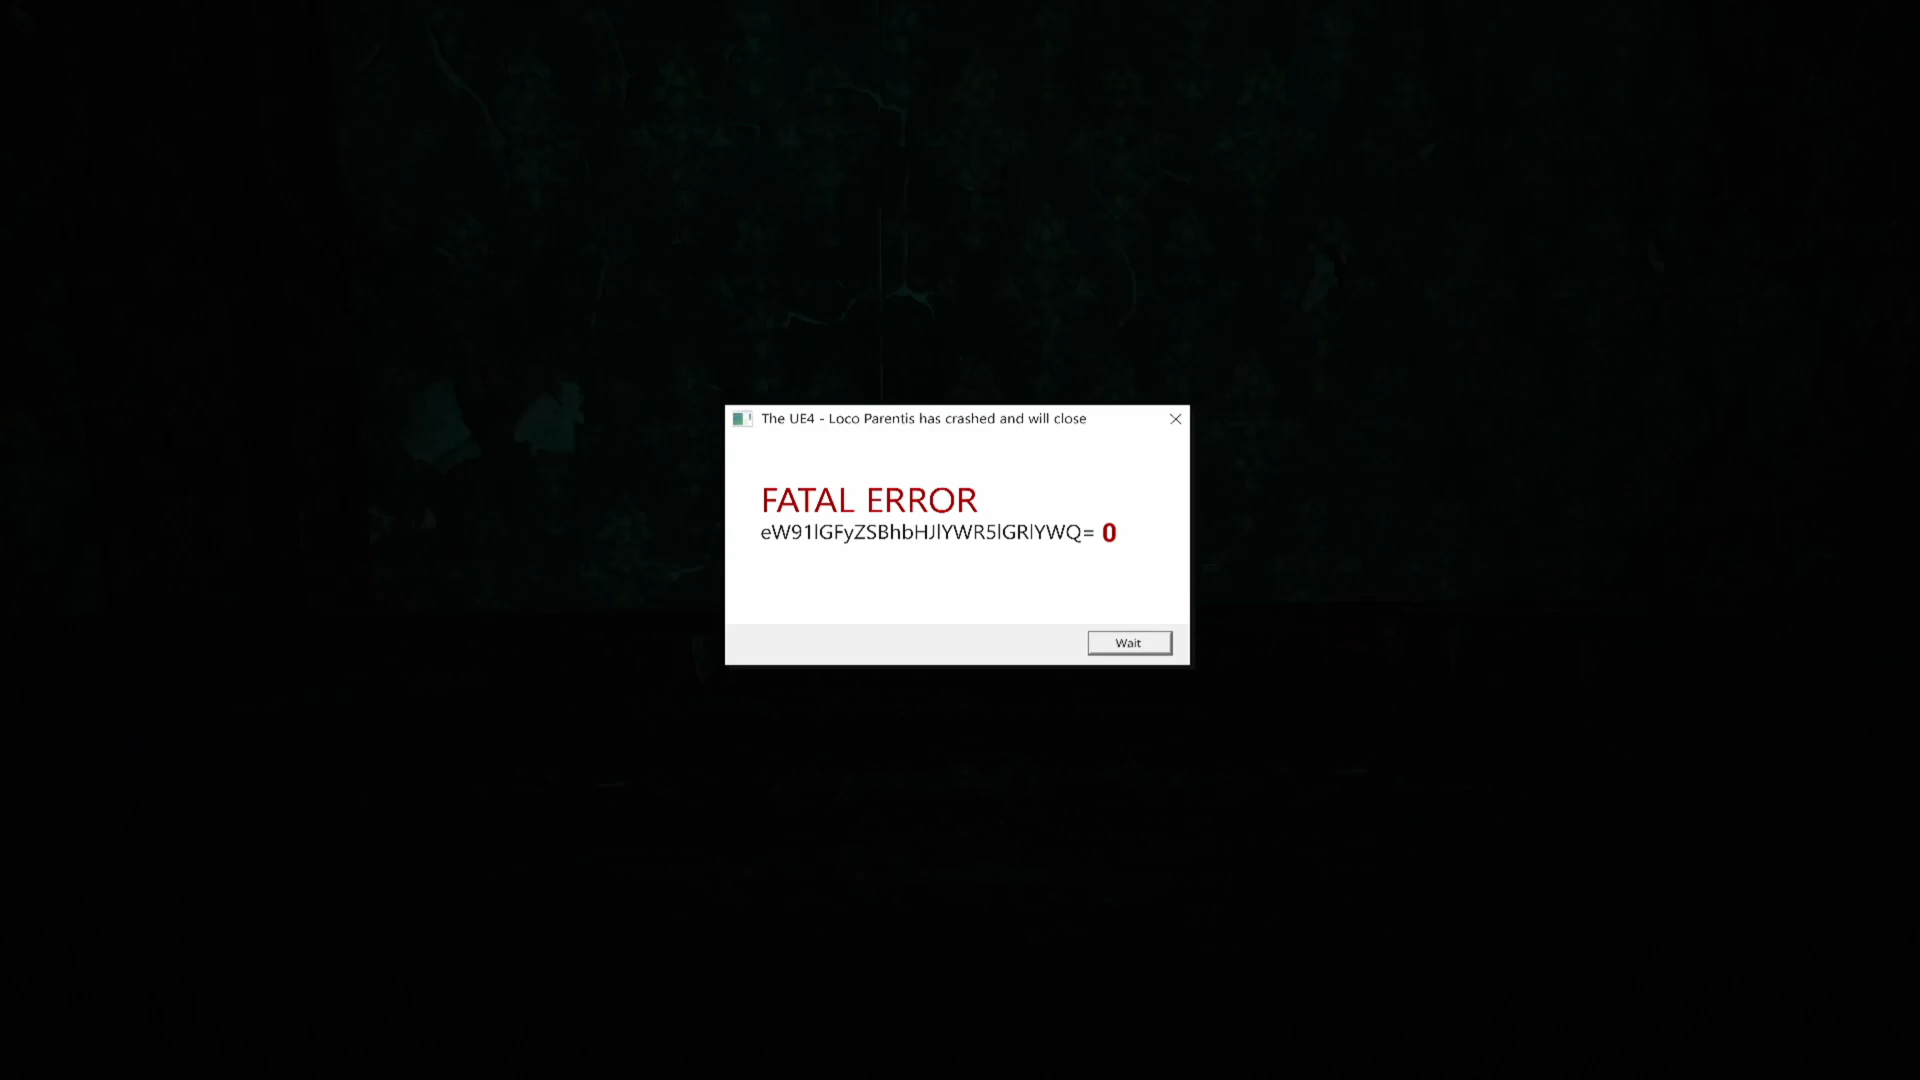 The UE4 - Loco Parentis has crashed and will close
FATAL ERROR
eW91IGFyZSBhbHJlYWR5IGRlYWQ= 0
Wait